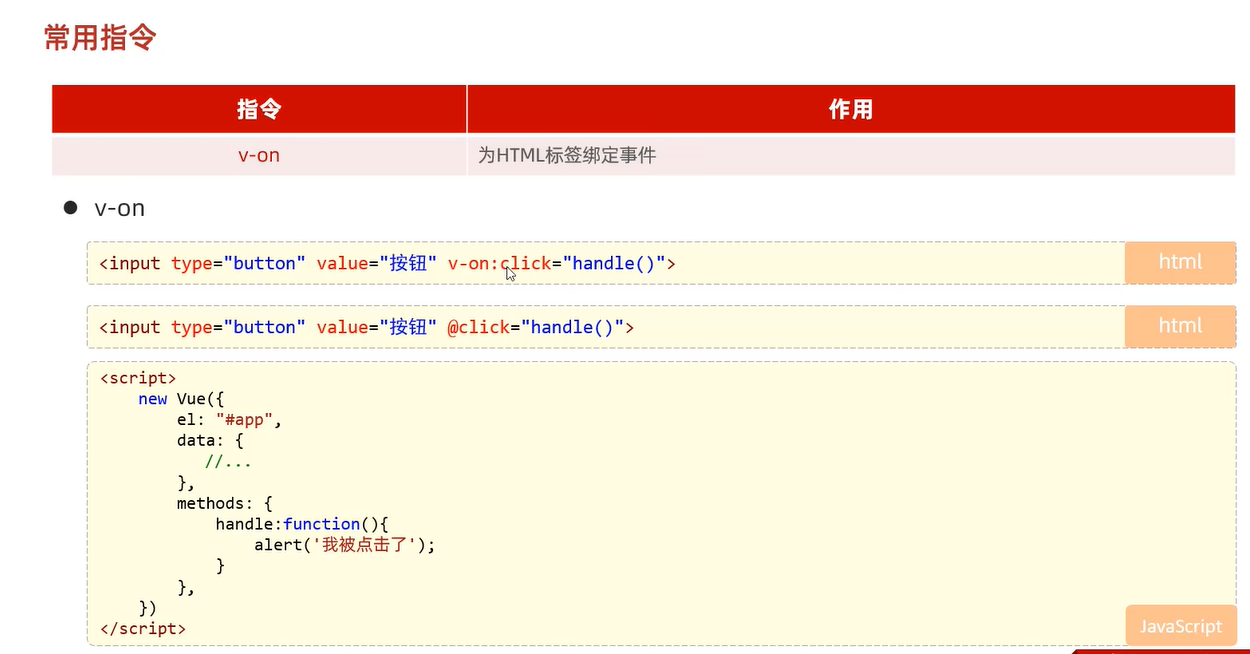 常用指令
指令 作用
v-on 为HTML标签绑定事件
● v-on
<input type="button" value="按钮" v-on:click="handle()"> html
<input type="button" value="按钮" @click="handle()"> html
<script>
    new Vue({
        el: "#app",
        data: {
           //...
        },
        methods: {
            handle:function(){
                alert('我被点击了');
            }
        },
    })
</script>
JavaScript